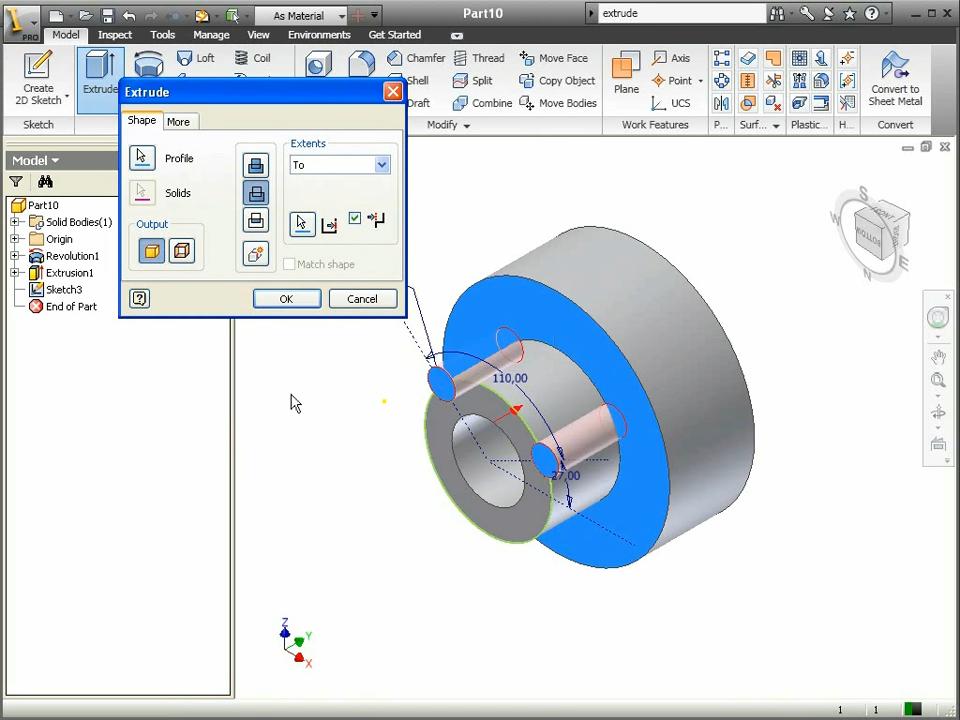 PRO
As Material
Part10
extrude
Model
Inspect
Tools
Manage
View
Environments
Get Started
Create
2D Sketch
Extrude
Loft
Coil
Chamfer
Shell
Draft
Thread
Split
Combine
Move Face
Copy Object
Move Bodies
Plane
Axis
Point
UCS
Convert to
Sheet Metal
Sketch
Modify
Work Features
P...
Surf...
Plastic...
H...
Convert
Extrude
Shape
More
Profile
Solids
Output
Extents
To
Match shape
OK
Cancel
Model
Part10
Solid Bodies(1)
Origin
Revolution1
Extrusion1
Sketch3
End of Part
110,00
27,00
FRONT
BOTTOM
S
W
E
N
Z
Y
X
1
1